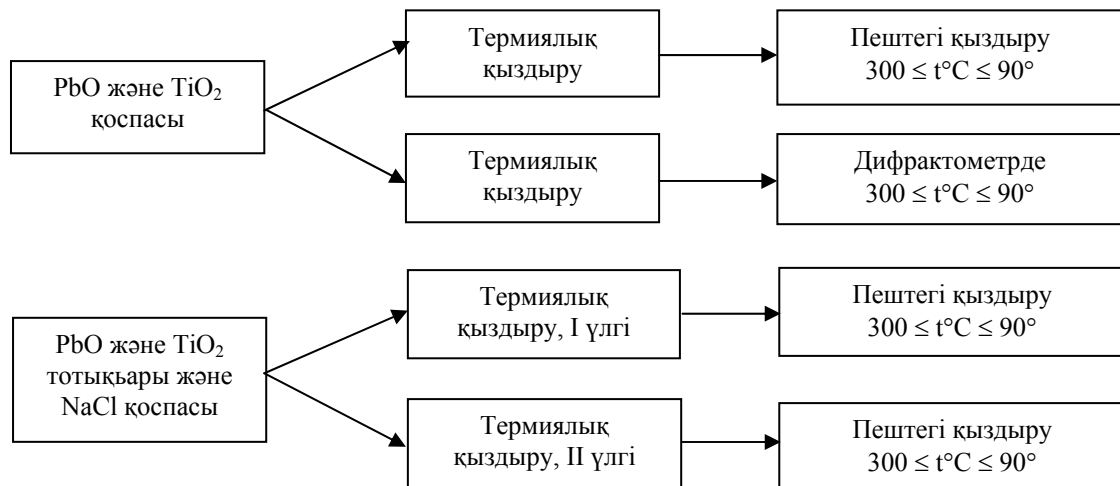 PbO және TiO₂
қоспасы
Термиялық
қыздыру
Пештегі қыздыру
300 ≤ t°C ≤ 90°
Термиялық
қыздыру
Дифрактометрде
300 ≤ t°C ≤ 90°
PbO және TiO₂
тотықьары және
NaCl қоспасы
Термиялық
қыздыру, I үлгі
Пештегі қыздыру
300 ≤ t°C ≤ 90°
Термиялық
қыздыру, II үлгі
Пештегі қыздыру
300 ≤ t°C ≤ 90°